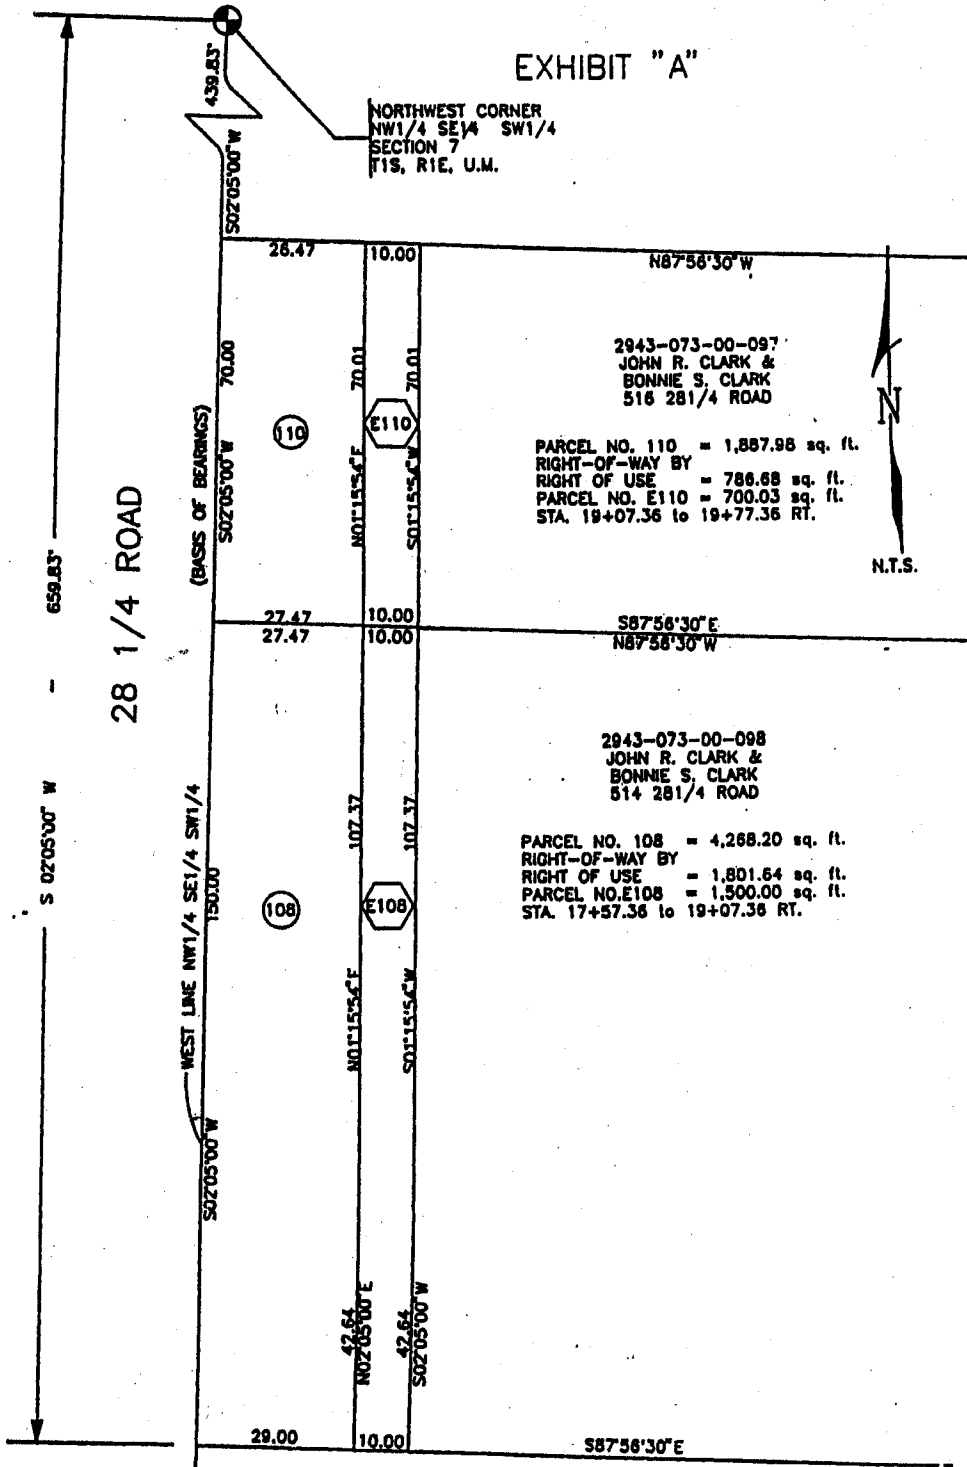 EXHIBIT "A"
439.83'
S02°05'00"W
NORTHWEST CORNER
NW1/4 SE1/4 SW1/4
SECTION 7
T1S, R1E, U.M.
26.47
10.00
N87°56'30"W
70.00
S02°05'00"W
(BASIS OF BEARINGS)
110
70.01
N01°15'54"E
E110
70.01
S01°15'54"W
2943-073-00-097
JOHN R. CLARK &
BONNIE S. CLARK
516 281/4 ROAD
PARCEL NO. 110 = 1,887.98 sq. ft.
RIGHT-OF-WAY BY
RIGHT OF USE = 786.68 sq. ft.
PARCEL NO. E110 = 700.03 sq. ft.
STA. 19+07.36 to 19+77.36 RT.
N
N.T.S.
S 02°05'00" W - 659.83'
28 1/4 ROAD
27.47
10.00
S87°56'30"E
27.47
10.00
N87°56'30"W
2943-073-00-098
JOHN R. CLARK &
BONNIE S. CLARK
514 281/4 ROAD
PARCEL NO. 108 = 4,268.20 sq. ft.
RIGHT-OF-WAY BY
RIGHT OF USE = 1,801.64 sq. ft.
PARCEL NO.E108 = 1,500.00 sq. ft.
STA. 17+57.36 to 19+07.36 RT.
WEST LINE NW1/4 SE1/4 SW1/4
150.00
S02°05'00"W
108
107.37
N01°15'54"E
E108
107.37
S01°15'54"W
42.64
N02°05'00"E
42.64
S02°05'00"W
29.00
10.00
S87°56'30"E